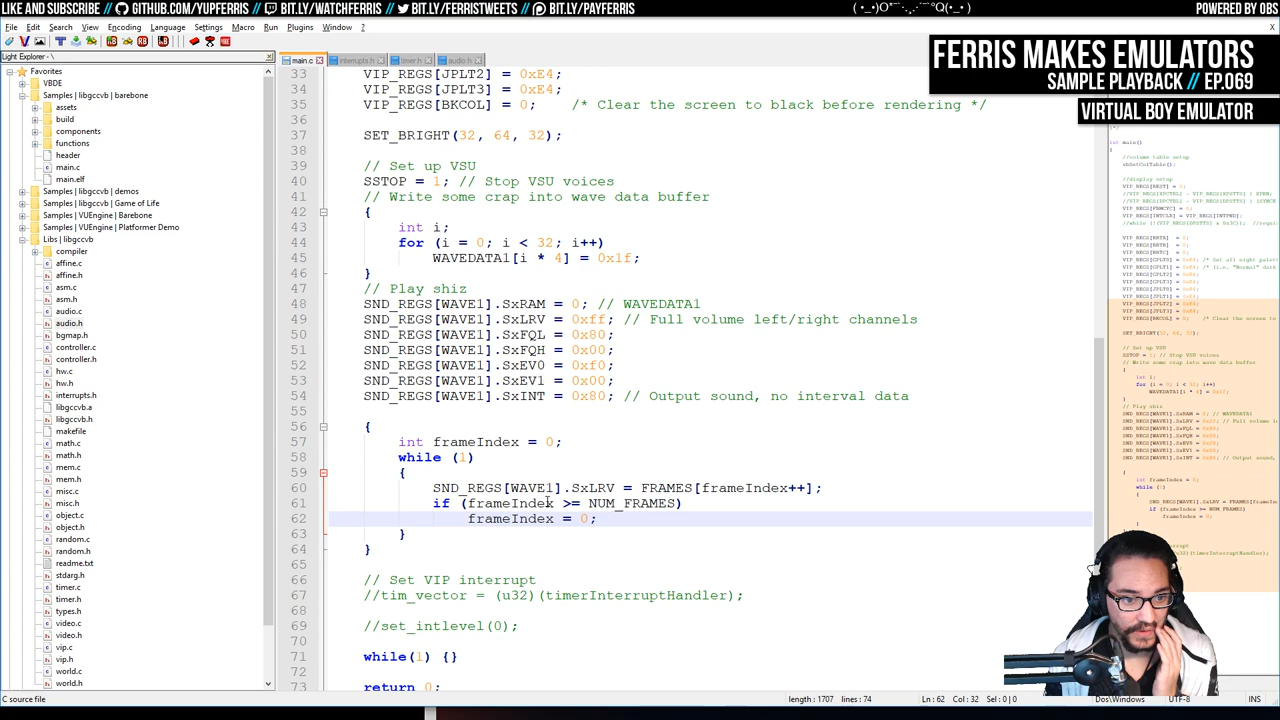 LIKE AND SUBSCRIBE // GITHUB.COM/YUPFERRIS // BIT.LY/WATCHFERRIS // BIT.LY/FERRISTWEETS // BIT.LY/PAYFERRIS
POWERED BY OBS
FERRIS MAKES EMULATORS
SAMPLE PLAYBACK // EP.069
VIRTUAL BOY EMULATOR
File Edit Search View Encoding Language Settings Macro Run Plugins Window ?
Light Explorer -
main.c interrupts.h timer.h audio.h
Favorites
VBDE
Samples | libgccvb | barebone
assets
build
components
functions
header
main.c
main.elf
Samples | libgccvb | demos
Samples | libgccvb | Game of Life
Samples | VUEngine | Barebone
Samples | VUEngine | Platformer Demo
Libs | libgccvb
compiler
affine.c
affine.h
asm.c
asm.h
audio.c
audio.h
bgmap.h
controller.c
controller.h
hw.c
hw.h
interrupts.h
libgccvb.a
libgccvb.h
makefile
math.c
math.h
mem.c
mem.h
misc.c
misc.h
object.c
object.h
random.c
random.h
readme.txt
stdarg.h
timer.c
timer.h
types.h
video.c
video.h
vip.c
vip.h
world.c
world.h
33 VIP_REGS[JPLT2] = 0xE4;
34 VIP_REGS[JPLT3] = 0xE4;
35 VIP_REGS[BKCOL] = 0; /* Clear the screen to black before rendering */
36
37 SET_BRIGHT(32, 64, 32);
38
39 // Set up VSU
40 SSTOP = 1; // Stop VSU voices
41 // Write some crap into wave data buffer
42 {
43 int i;
44 for (i = 0; i < 32; i++)
45 WAVEDATA1[i * 4] = 0x1f;
46 }
47 // Play shiz
48 SND_REGS[WAVE1].SxRAM = 0; // WAVEDATA1
49 SND_REGS[WAVE1].SxLRV = 0xff; // Full volume left/right channels
50 SND_REGS[WAVE1].SxFQL = 0x80;
51 SND_REGS[WAVE1].SxFQH = 0x00;
52 SND_REGS[WAVE1].SxEV0 = 0xf0;
53 SND_REGS[WAVE1].SxEV1 = 0x00;
54 SND_REGS[WAVE1].SxINT = 0x80; // Output sound, no interval data
55
56 {
57 int frameIndex = 0;
58 while (1)
59 {
60 SND_REGS[WAVE1].SxLRV = FRAMES[frameIndex++];
61 if (frameIndex >= NUM_FRAMES)
62 frameIndex = 0;
63 }
64 }
65
66 // Set VIP interrupt
67 //tim_vector = (u32)(timerInterruptHandler);
68
69 //set_intlevel(0);
70
71 while(1) {}
72
73 return 0;
C source file
length : 1707 lines : 74
Ln : 62 Col : 32 Sel : 0 | 0
Dos\Windows
UTF-8
INS